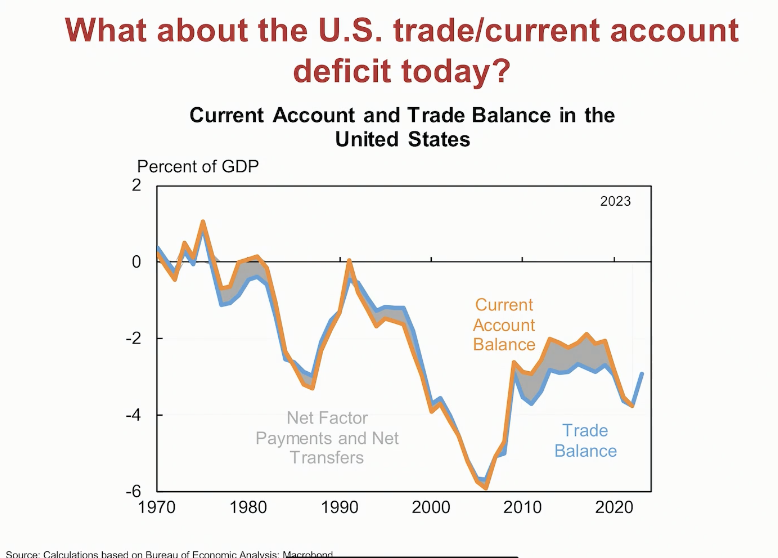 What about the U.S. trade/current account
deficit today?
Current Account and Trade Balance in the
United States
Percent of GDP
2
2023
0
Current
Account
Balance
-2
-4
Net Factor
Payments and Net
Transfers
Trade
Balance
-6
1970
1980
1990
2000
2010
2020
Source: Calculations based on Bureau of Economic Analysis; Macrobond